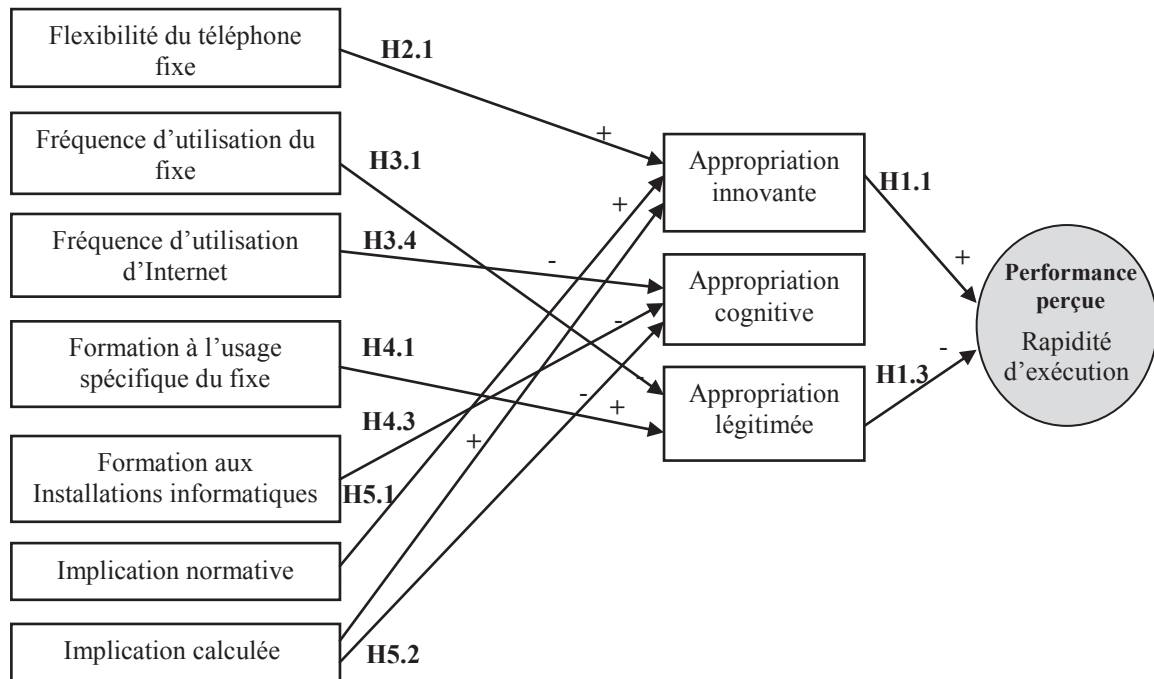 Flexibilité du téléphone
fixe
H2.1
+
Fréquence d’utilisation du
fixe
H3.1
Appropriation
innovante
H1.1
+
Fréquence d’utilisation
d’Internet
H3.4
-
+
Performance
perçue
Rapidité
d’exécution
Appropriation
cognitive
-
Formation à l’usage
spécifique du fixe
H4.1
-
-
+
Appropriation
légitimée
H1.3
-
H4.3
+
Formation aux
Installations informatiques
H5.1
Implication normative
Implication calculée
H5.2